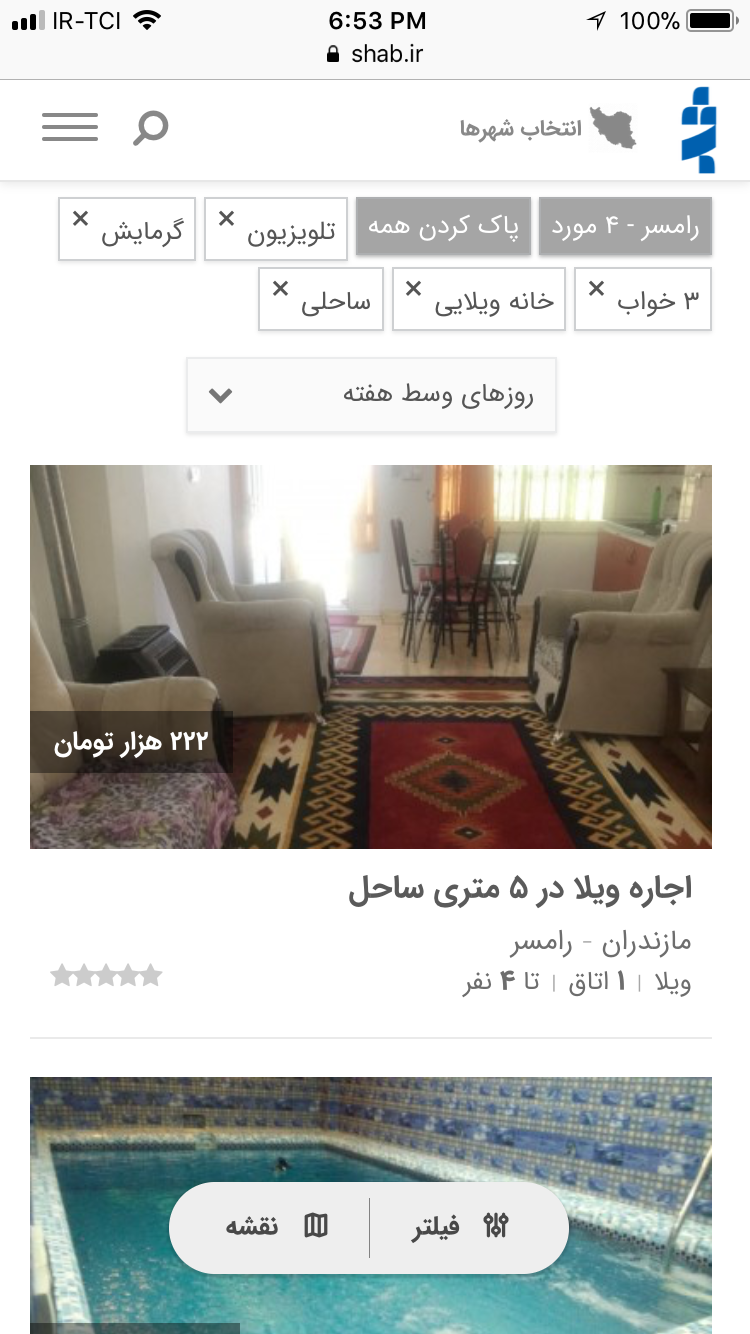 IR-TCI 6:53 PM 100%
shab.ir
انتخاب شهرها
رامسر - ۴ مورد پاک کردن همه تلویزیون × گرمایش ×
۳ خواب × خانه ویلایی × ساحلی ×
روزهای وسط هفته
۲۲۲ هزار تومان
اجاره ویلا در ۵ متری ساحل
مازندران - رامسر
ویلا | ۱ اتاق | تا ۴ نفر
فیلتر نقشه